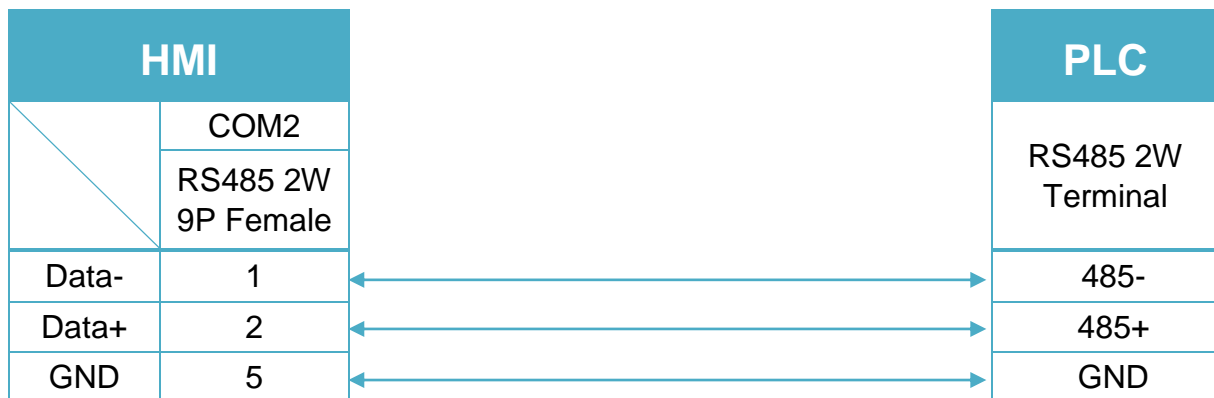 HMI
PLC
COM2
RS485 2W
9P Female
RS485 2W
Terminal
Data- 1 485-
Data+ 2 485+
GND 5 GND